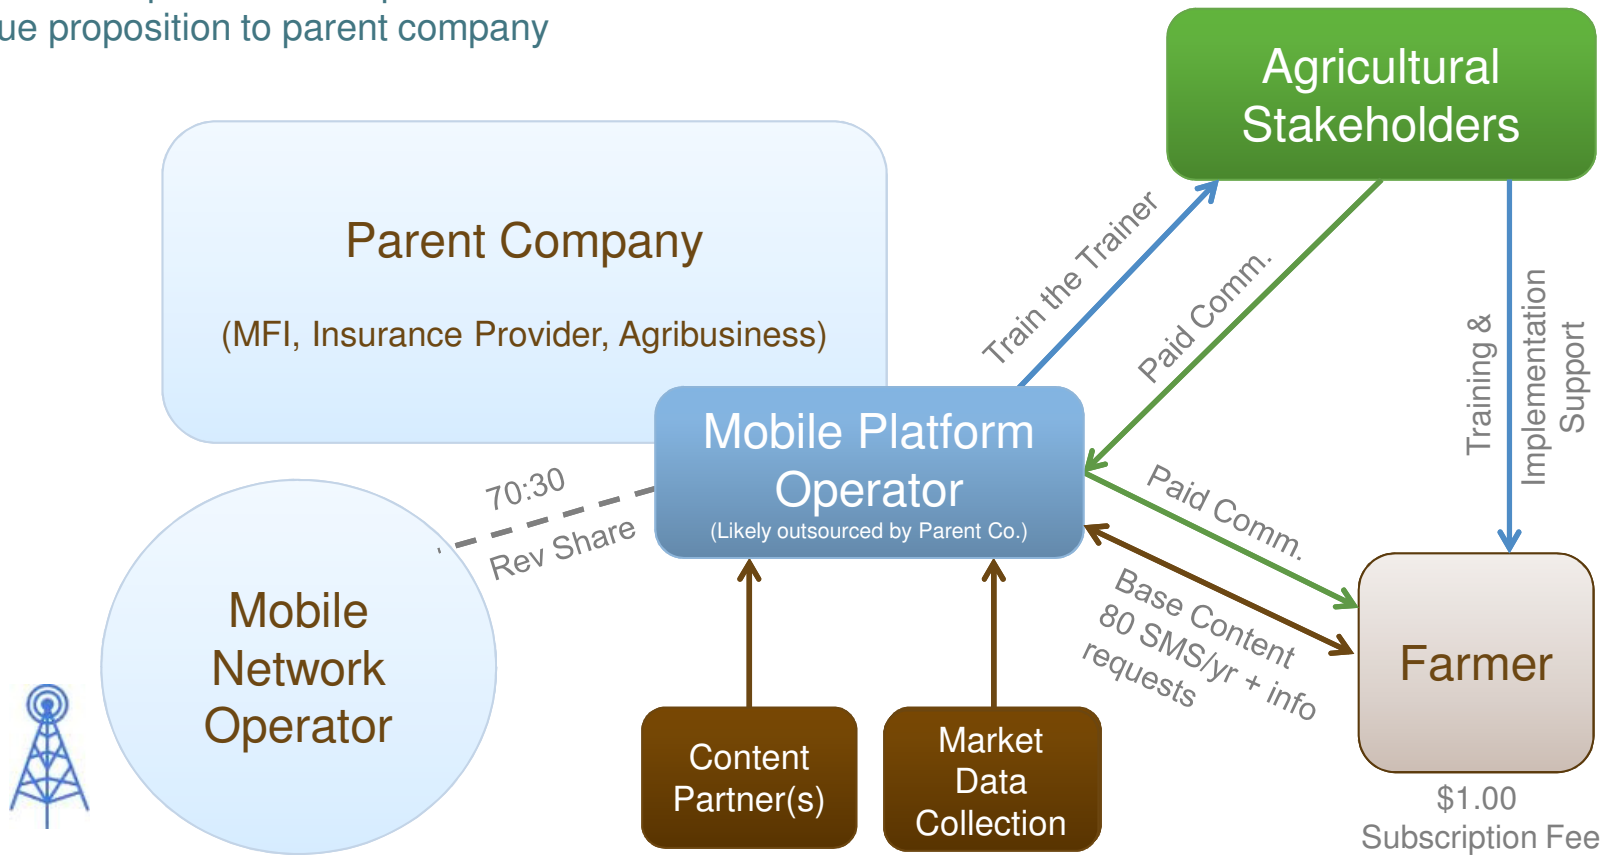 proposition to parent company
Agricultural
Stakeholders
Parent Company
(MFI, Insurance Provider, Agribusiness)
Train the Trainer
Paid Comm.
Training &
Implementation
Support
Mobile Platform
Operator
(Likely outsourced by Parent Co.)
70:30
Rev Share
Paid Comm.
Base Content
80 SMS/yr + info
requests
Mobile
Network
Operator
Farmer
Content
Partner(s)
Market
Data
Collection
$1.00
Subscription Fee